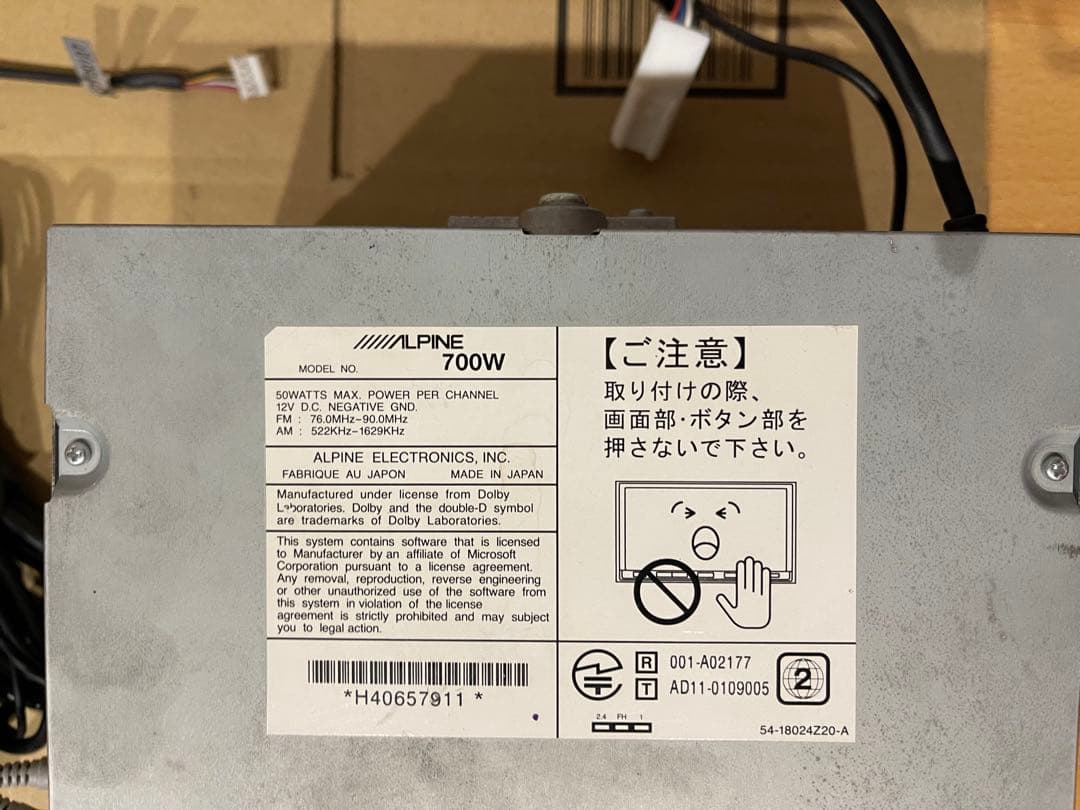 ALPINE
MODEL NO. 700W
50WATTS MAX. POWER PER CHANNEL
12V D.C. NEGATIVE GND.
FM : 76.0MHz-90.0MHz
AM : 522KHz-1629KHz
ALPINE ELECTRONICS, INC.
FABRIQUE AU JAPON MADE IN JAPAN
Manufactured under license from Dolby
Laboratories. Dolby and the double-D symbol
are trademarks of Dolby Laboratories.
This system contains software that is licensed
to Manufacturer by an affiliate of Microsoft
Corporation pursuant to a license agreement.
Any removal, reproduction, reverse engineering
or other unauthorized use of the software from
this system in violation of the license
agreement is strictly prohibited and may subject
you to legal action.
*H40657911*
【ご注意】
取り付けの際、
画面部・ボタン部を
押さないで下さい。
R 001-A02177
T AD11-0109005
2
2.4 FH 1
54-18024Z20-A